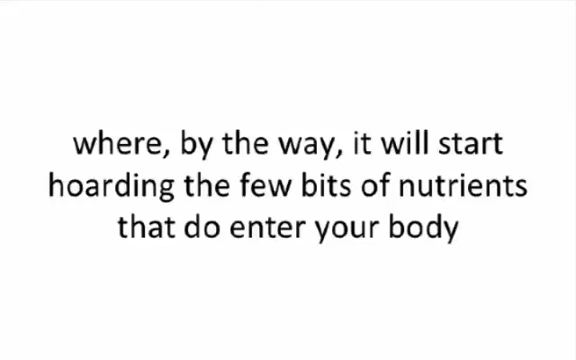 where, by the way, it will start
hoarding the few bits of nutrients
that do enter your body